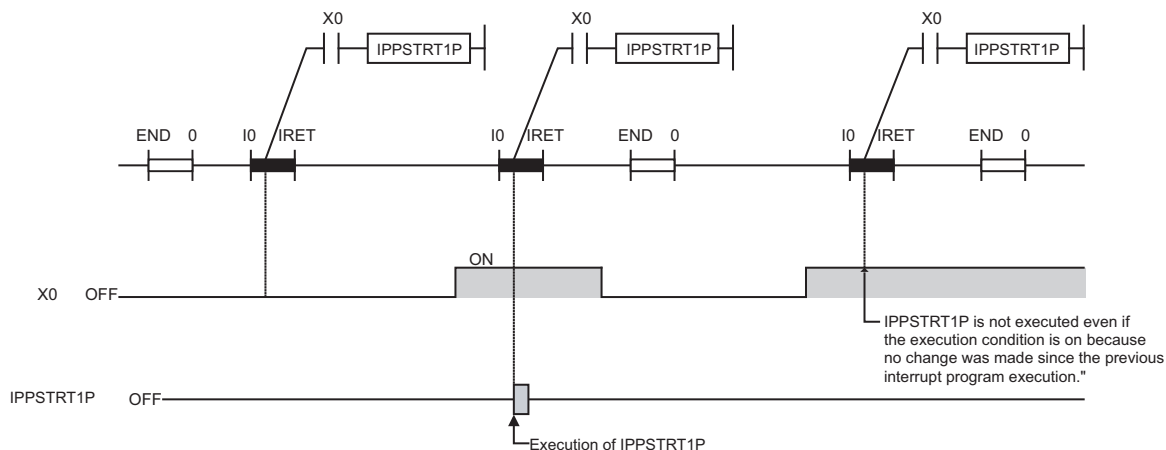 X0
X0
X0
IPPSTRT1P
IPPSTRT1P
IPPSTRT1P
END 0 I0 IRET I0 IRET END 0 I0 IRET END 0
ON
X0 OFF
IPPSTRT1P is not executed even if
the execution condition is on because
no change was made since the previous
interrupt program execution."
IPPSTRT1P OFF
Execution of IPPSTRT1P